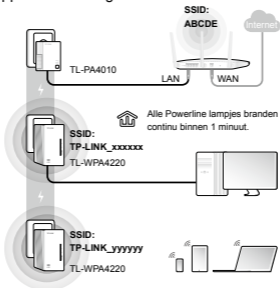 SSID:
ABCDE
Internet
TL-PA4010
LAN
WAN
Alle Powerline lampjes branden
continu binnen 1 minuut.
SSID:
TP-LINK_xxxxxx
TL-WPA4220
SSID:
TP-LINK_yyyyyy
TL-WPA4220